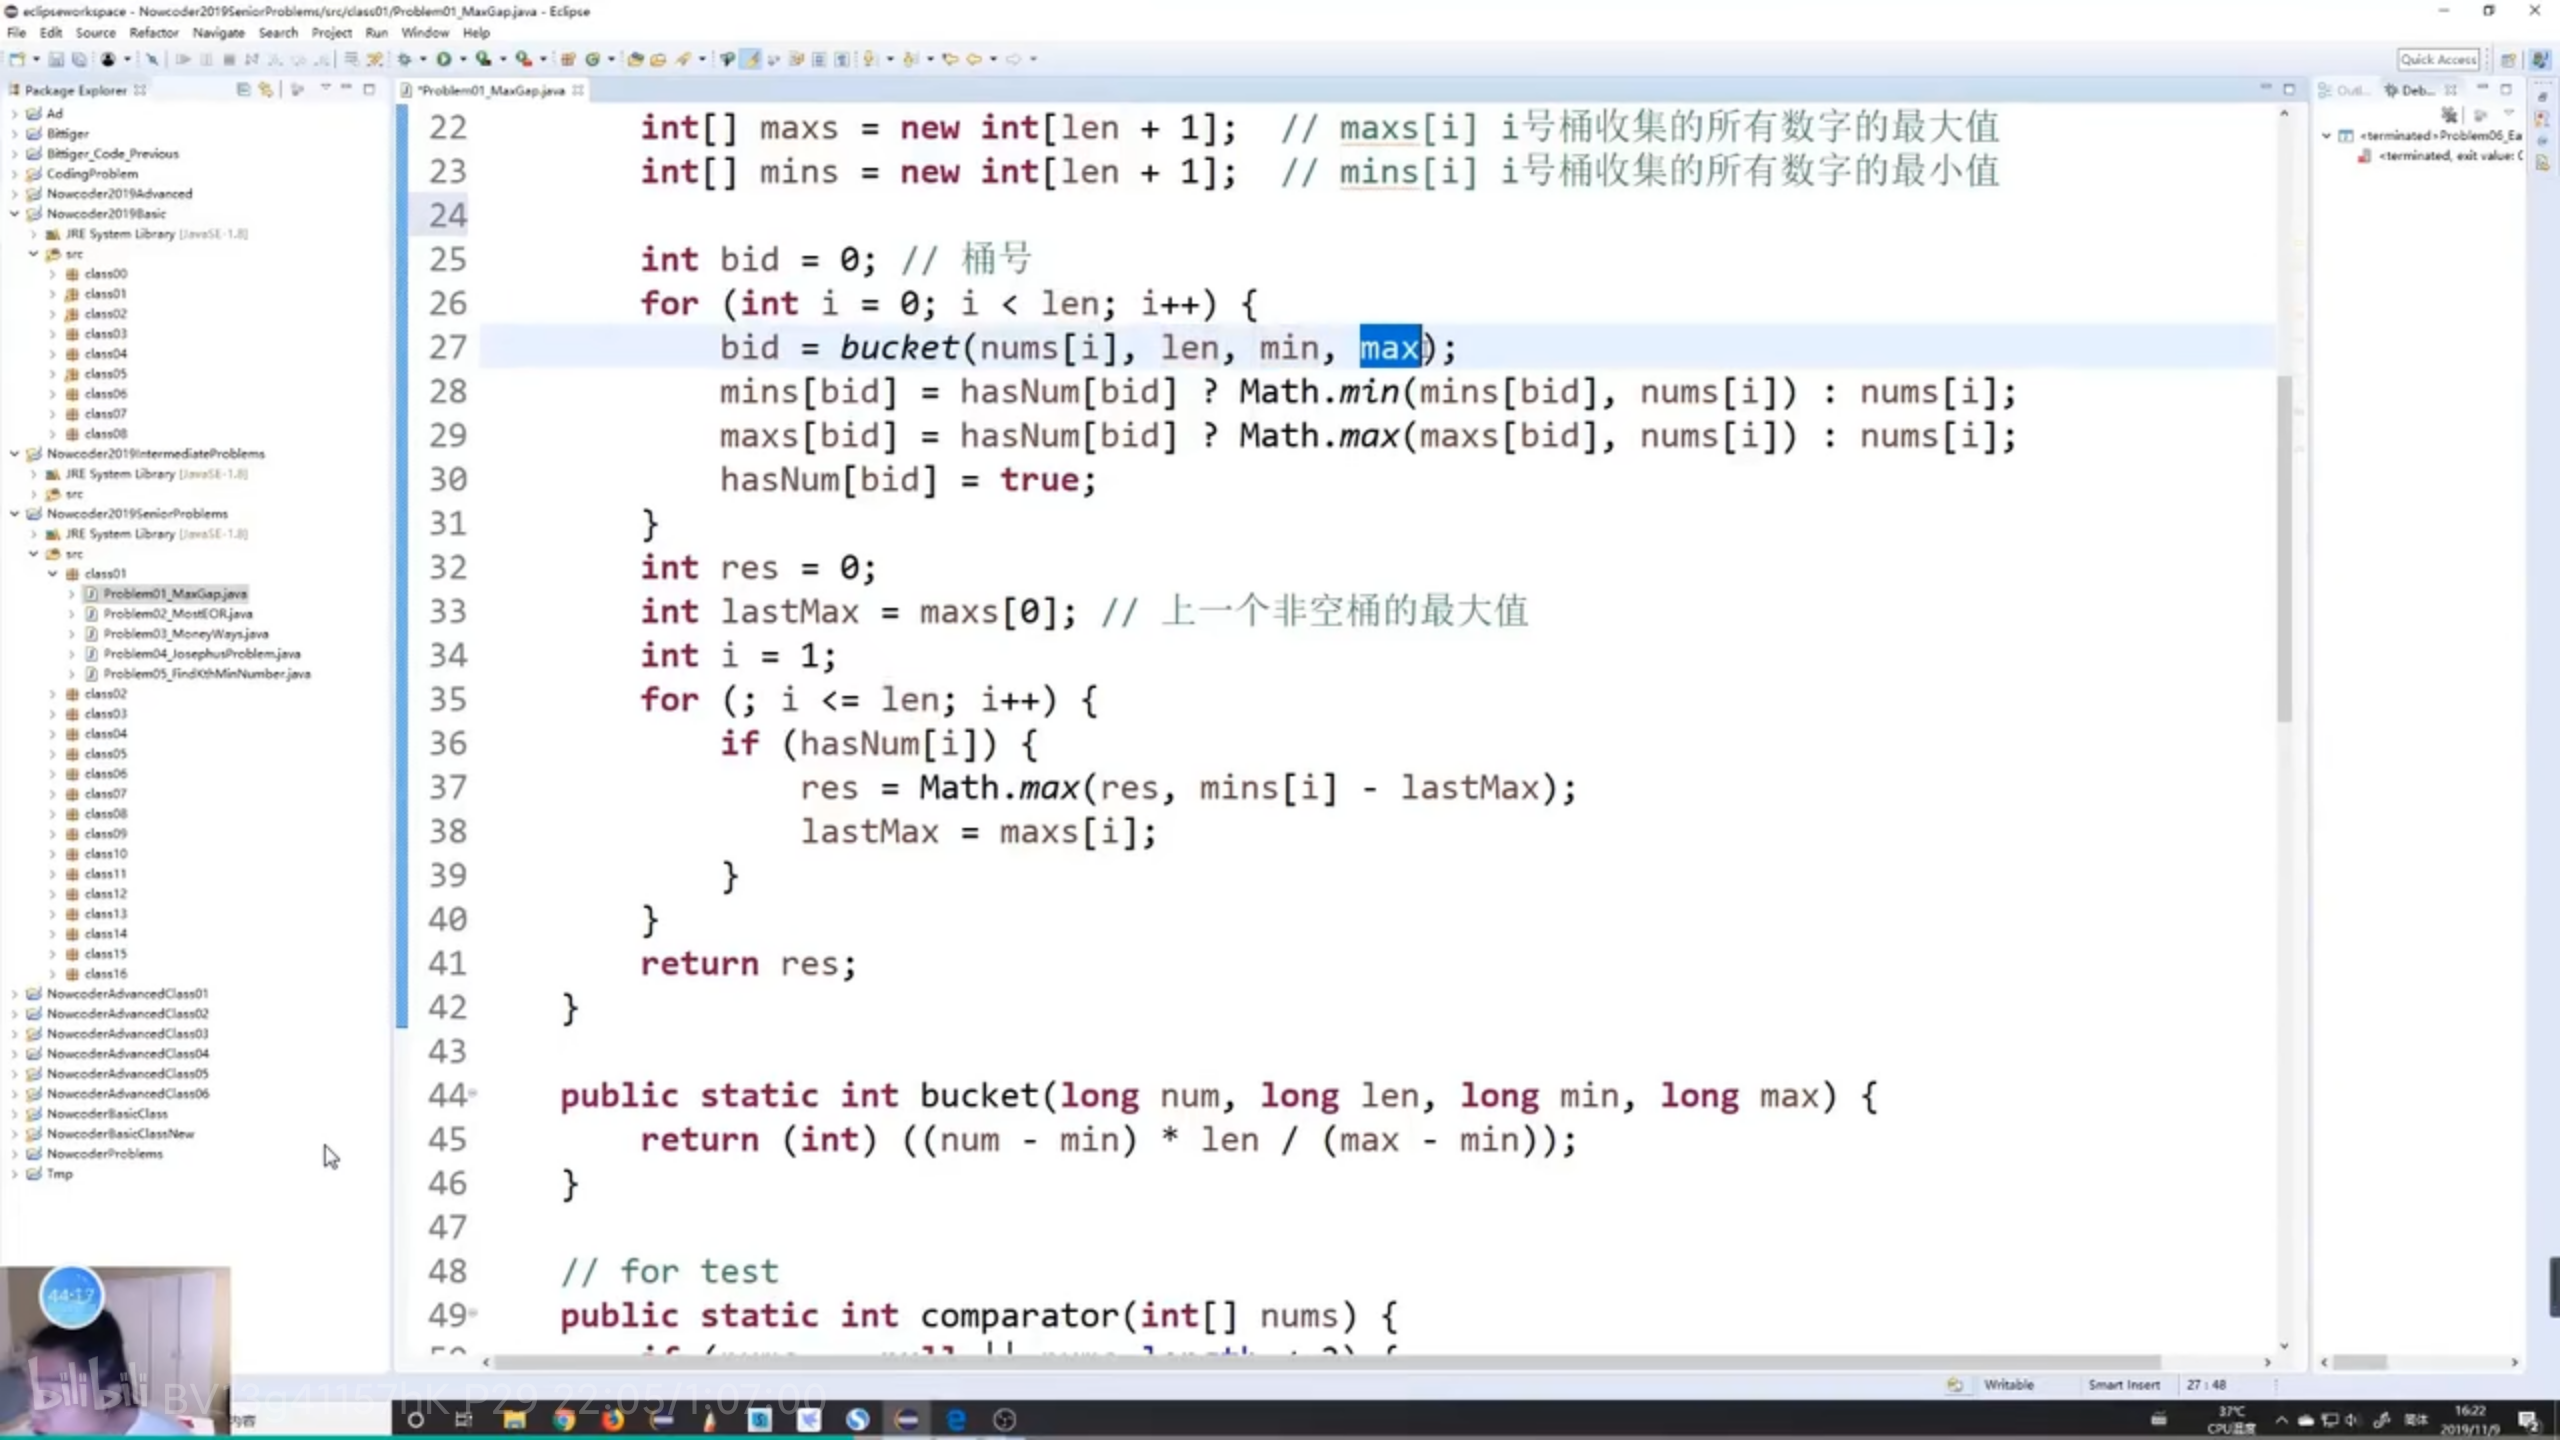 eclipseworkspace - Nowcoder2019SeniorProblems/src/class01/Problem01_MaxGap.java - Eclipse
File Edit Source Refactor Navigate Search Project Run Window Help
Quick Access
Package Explorer
Ad
Bittiger
Bittiger_Code_Previous
CodingProblem
Nowcoder2019Advanced
Nowcoder2019Basic
JRE System Library [JavaSE-1.8]
src
class00
class01
class02
class03
class04
class05
class06
class07
class08
Nowcoder2019IntermediateProblems
JRE System Library [JavaSE-1.8]
src
Nowcoder2019SeniorProblems
JRE System Library [JavaSE-1.8]
src
class01
Problem01_MaxGap.java
Problem02_MostEOR.java
Problem03_MoneyWays.java
Problem04_JosephusProblem.java
Problem05_FindKthMinNumber.java
class02
class03
class04
class05
class06
class07
class08
class09
class10
class11
class12
class13
class14
class15
class16
NowcoderAdvancedClass01
NowcoderAdvancedClass02
NowcoderAdvancedClass03
NowcoderAdvancedClass04
NowcoderAdvancedClass05
NowcoderAdvancedClass06
NowcoderBasicClass
NowcoderBasicClassNew
NowcoderProblems
Tmp
*Problem01_MaxGap.java
22 int[] maxs = new int[len + 1]; // maxs[i] i号桶收集的所有数字的最大值
23 int[] mins = new int[len + 1]; // mins[i] i号桶收集的所有数字的最小值
24
25 int bid = 0; // 桶号
26 for (int i = 0; i < len; i++) {
27 bid = bucket(nums[i], len, min, max);
28 mins[bid] = hasNum[bid] ? Math.min(mins[bid], nums[i]) : nums[i];
29 maxs[bid] = hasNum[bid] ? Math.max(maxs[bid], nums[i]) : nums[i];
30 hasNum[bid] = true;
31 }
32 int res = 0;
33 int lastMax = maxs[0]; // 上一个非空桶的最大值
34 int i = 1;
35 for (; i <= len; i++) {
36 if (hasNum[i]) {
37 res = Math.max(res, mins[i] - lastMax);
38 lastMax = maxs[i];
39 }
40 }
41 return res;
42 }
43
44 public static int bucket(long num, long len, long min, long max) {
45 return (int) ((num - min) * len / (max - min));
46 }
47
48 // for test
49 public static int comparator(int[] nums) {
Outl... Deb...
<terminated>Problem06_Ea
<terminated, exit value: 0
Writable Smart Insert 27 : 48
44:17
bilibili
P29 22:05/1:07:00
内容
37℃
CPU温度
简体
16:22
2019/11/9